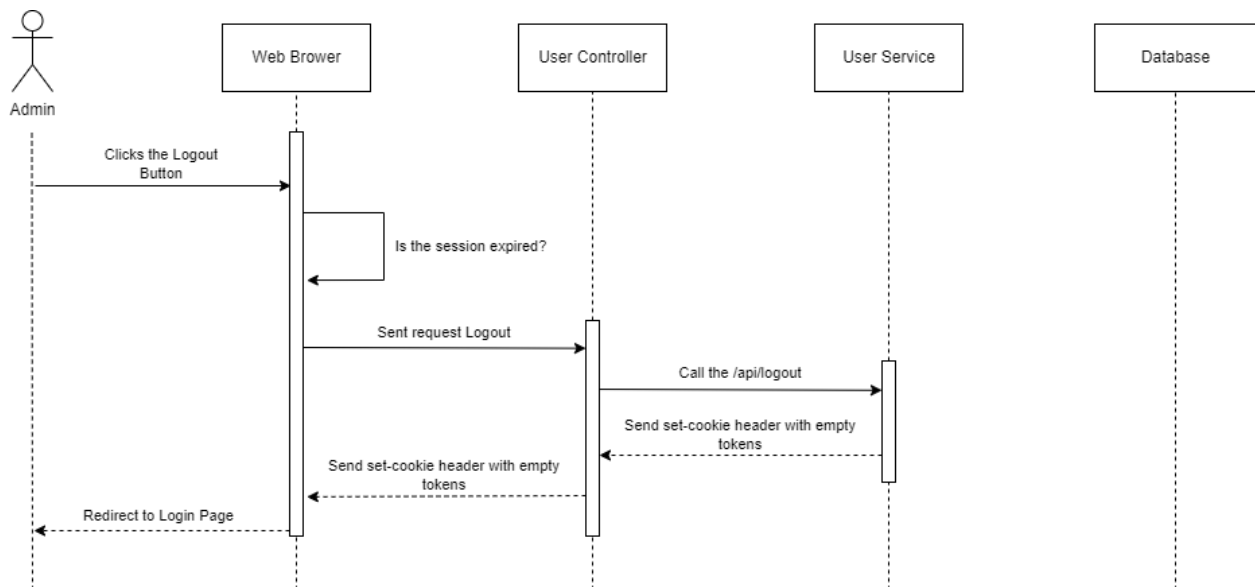 Web Brower
User Controller
User Service
Database
Admin
Clicks the Logout
Button
Is the session expired?
Sent request Logout
Call the /api/logout
Send set-cookie header with empty
tokens
Send set-cookie header with empty
tokens
Redirect to Login Page